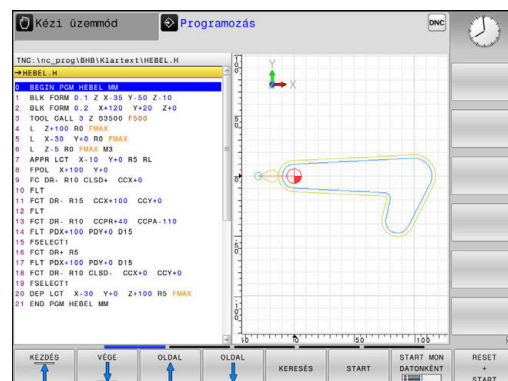 Kézi üzemmód
Programozás
DNC
TNC:\nc_prog\BHB\Klartext\HEBEL.H
→HEBEL.H
0 BEGIN PGM HEBEL MM
1 BLK FORM 0.1 Z X-35 Y-50 Z-10
2 BLK FORM 0.2 X+120 Y+20 Z+0
3 TOOL CALL 3 Z S3500 F500
4 L Z+100 R0 FMAX
5 L X-30 Y+0 R0 FMAX
6 L Z-5 R0 FMAX M3
7 APPR LCT X-10 Y+0 R5 RL
8 FPOL X+100 Y+0
9 FC DR- R10 CLSD+ CCX+0
10 FLT
11 FCT DR- R15 CCX+100 CCY+0
12 FLT
13 FCT DR- R10 CCPR+40 CCPA-110
14 FLT PDX+100 PDY+0 D15
15 FSELECT1
16 FCT DR+ R5
17 FLT PDX+100 PDY+0 D15
18 FCT DR- R10 CLSD- CCX+0 CCY+0
19 FSELECT1
20 DEP LCT X-30 Y+0 Z+100 R5 FMAX
21 END PGM HEBEL MM
Y
X
50
100
KEZDÉS
VÉGE
OLDAL
OLDAL
KERESÉS
START
START MON
DATONKÉNT
RESET
+
START